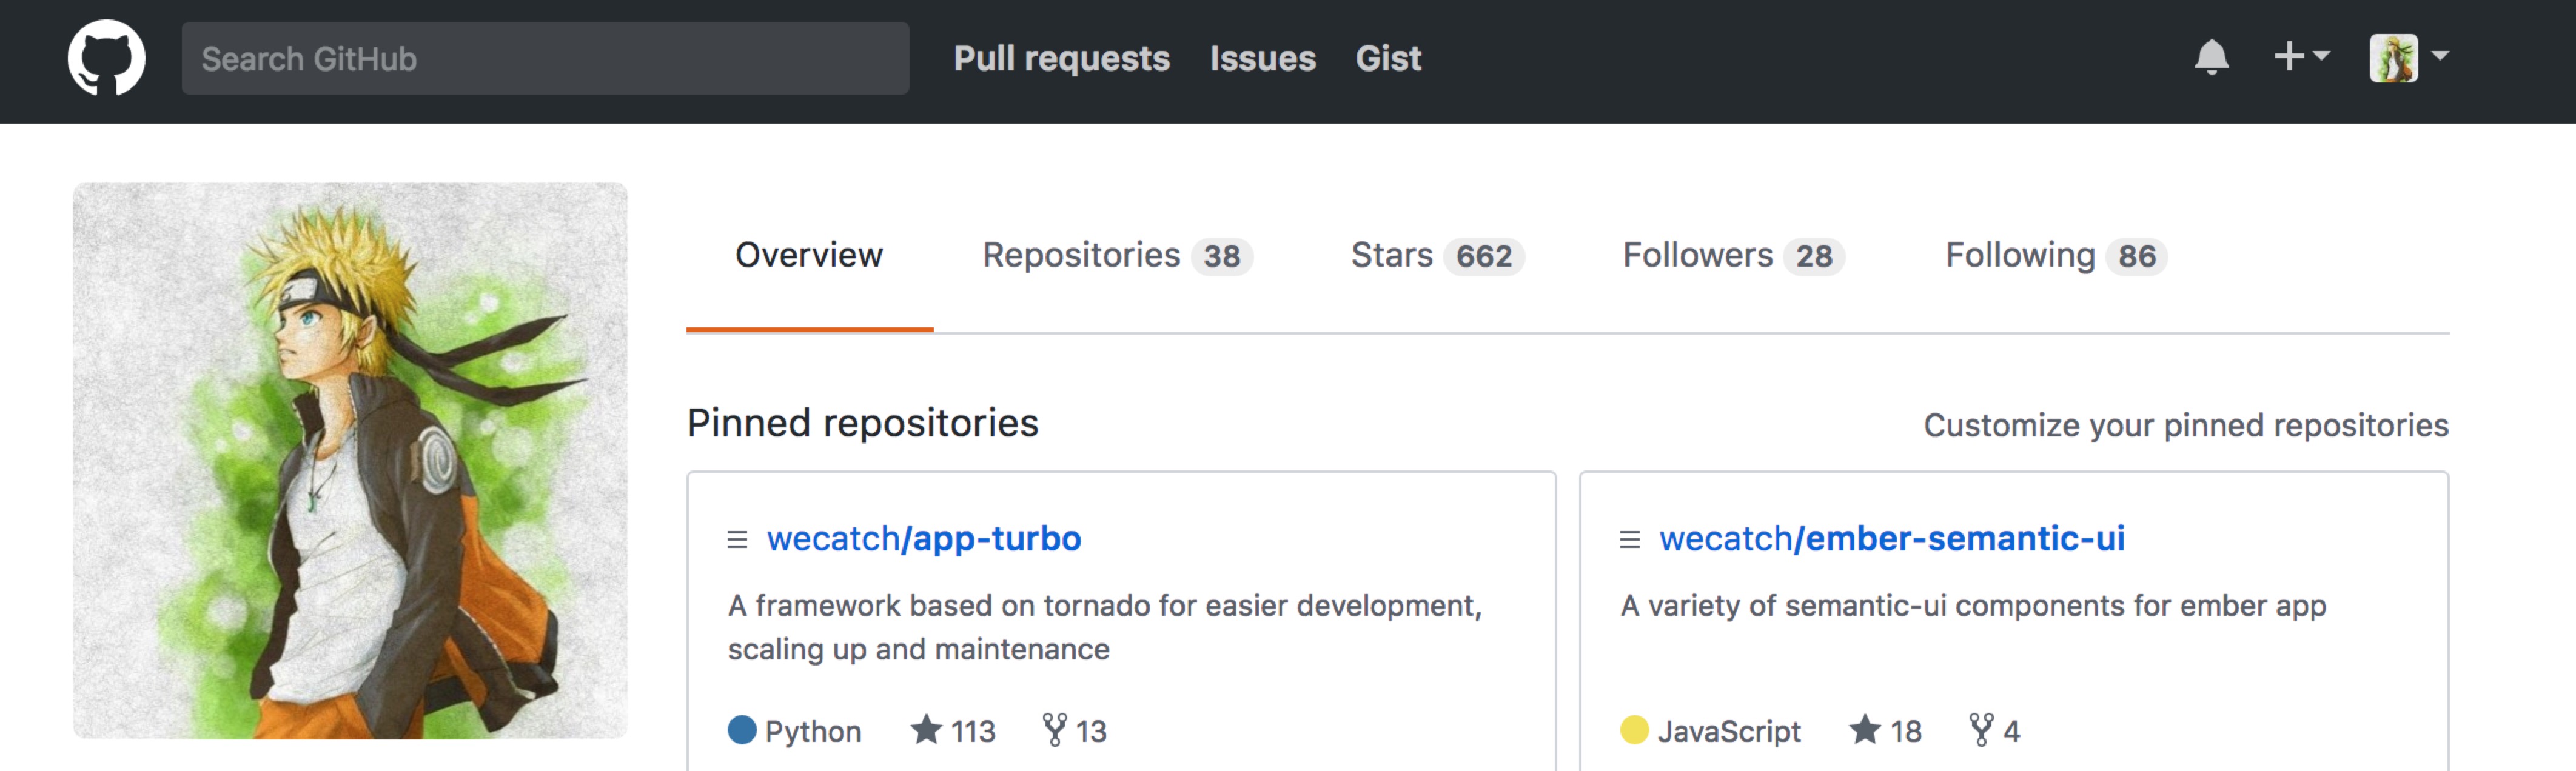 Search GitHub Pull requests Issues Gist
Overview Repositories 38 Stars 662 Followers 28 Following 86
Pinned repositories Customize your pinned repositories
wecatch/app-turbo
A framework based on tornado for easier development,
scaling up and maintenance
Python 113 13
wecatch/ember-semantic-ui
A variety of semantic-ui components for ember app
JavaScript 18 4